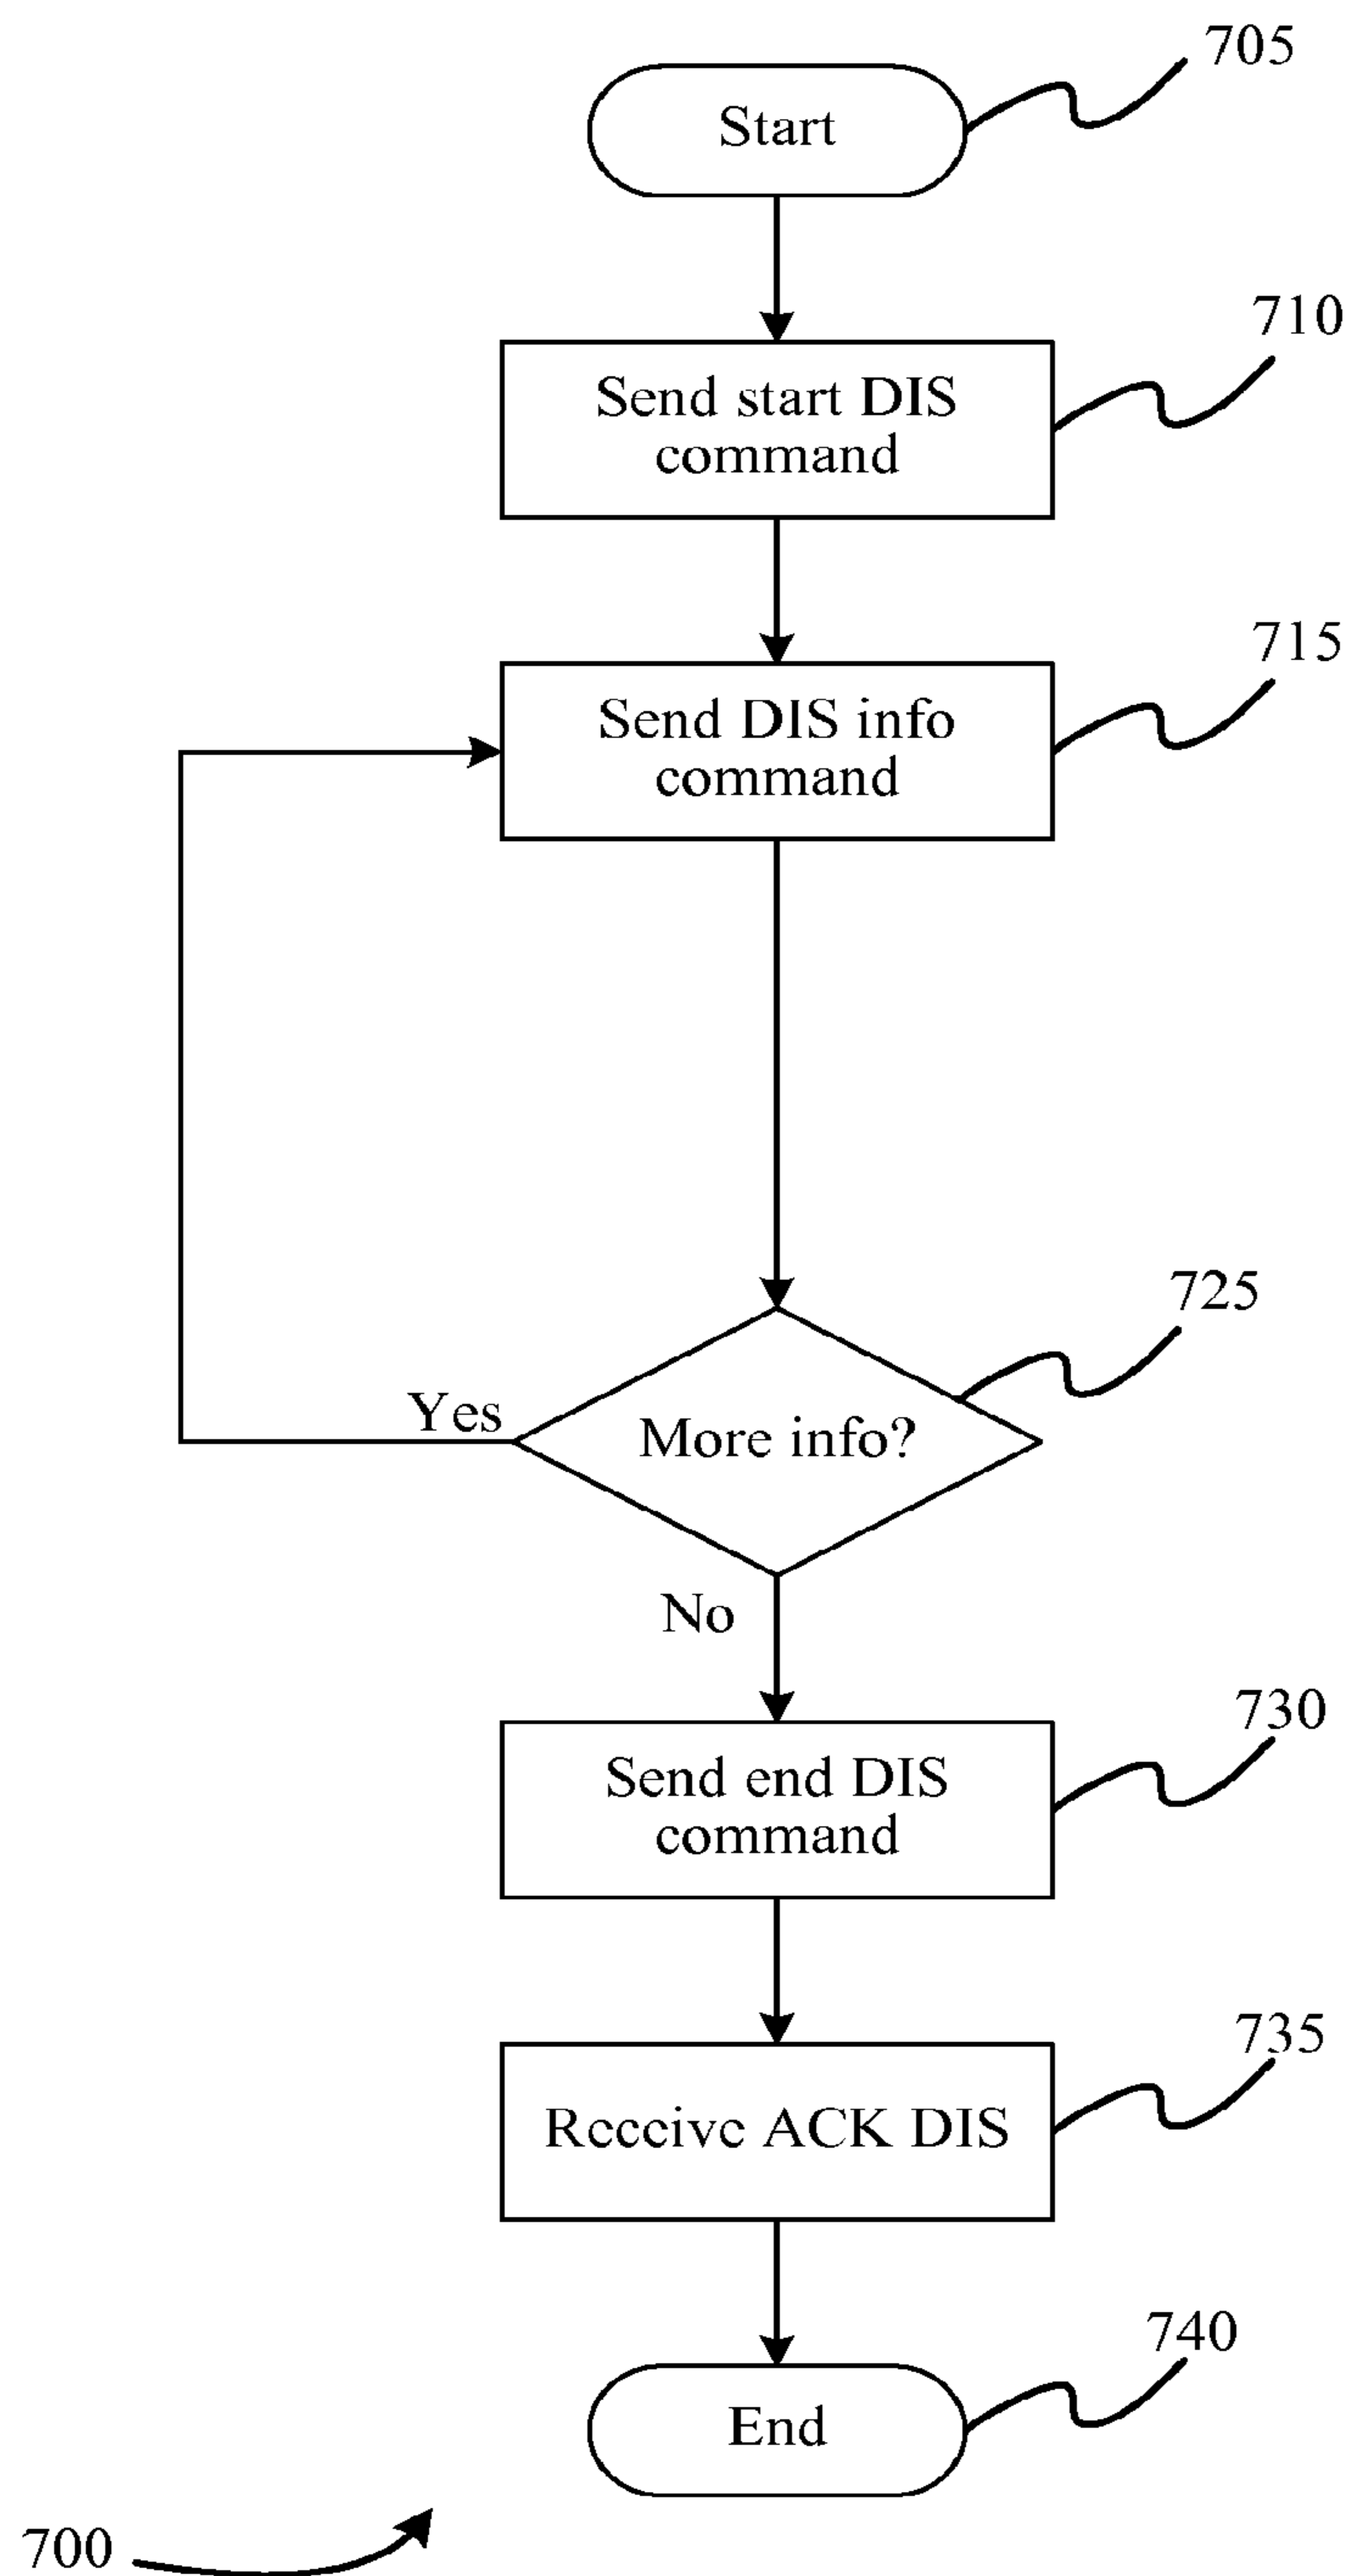 705
Start
710
Send start DIS
command
715
Send DIS info
command
725
Yes
More info?
No
730
Send end DIS
command
735
Receive ACK DIS
740
End
700